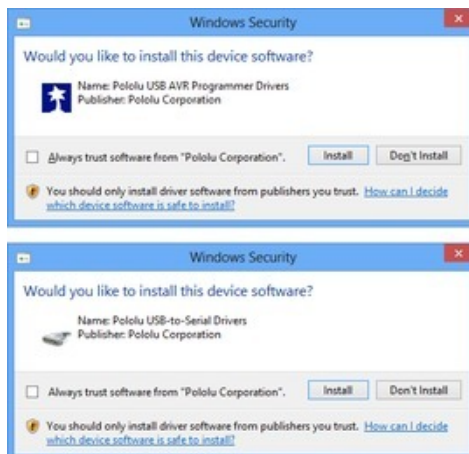 Windows Security
Would you like to install this device software?
Name: Pololu USB AVR Programmer Drivers
Publisher: Pololu Corporation
Always trust software from "Pololu Corporation".
Install
Don't Install
You should only install driver software from publishers you trust. How can I decide
which device software is safe to install?
Windows Security
Would you like to install this device software?
Name: Pololu USB-to-Serial Drivers
Publisher: Pololu Corporation
Always trust software from "Pololu Corporation".
Install
Don't Install
You should only install driver software from publishers you trust. How can I decide
which device software is safe to install?